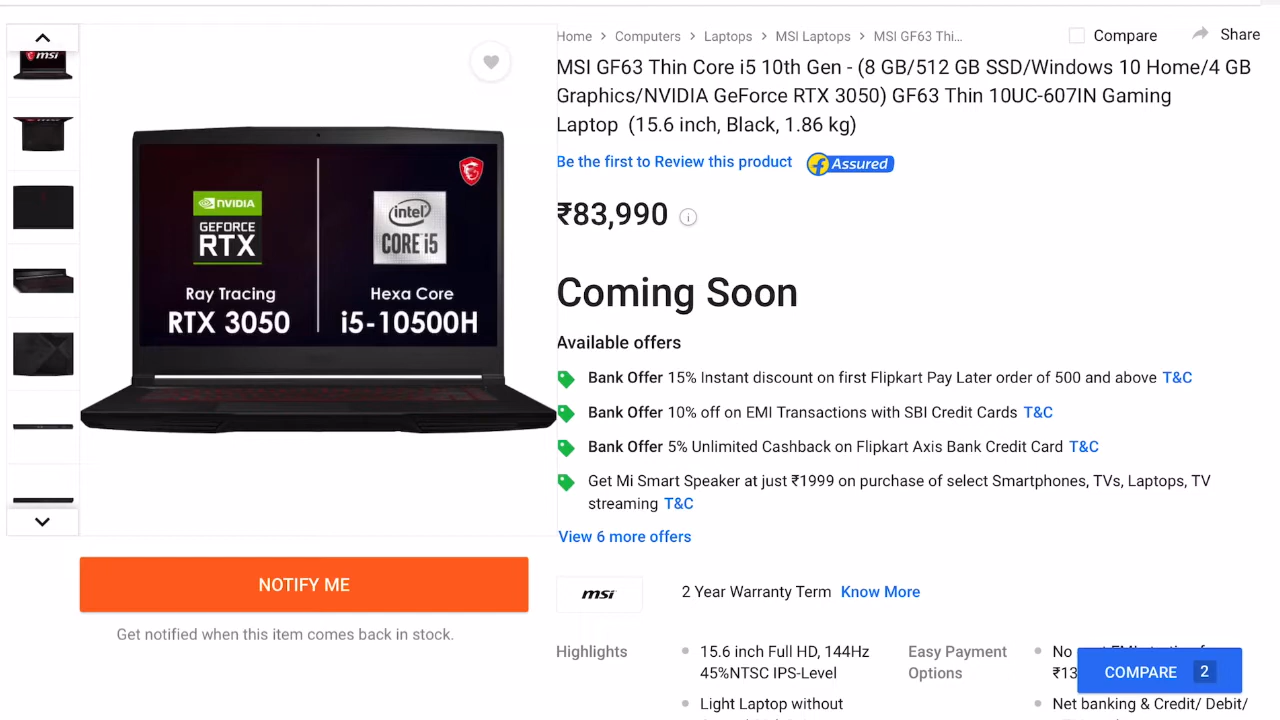 Home > Computers > Laptops > MSI Laptops > MSI GF63 Thi...
Compare
Share
MSI GF63 Thin Core i5 10th Gen - (8 GB/512 GB SSD/Windows 10 Home/4 GB
Graphics/NVIDIA GeForce RTX 3050) GF63 Thin 10UC-607IN Gaming
Laptop (15.6 inch, Black, 1.86 kg)
Be the first to Review this product
Assured
₹83,990
Coming Soon
Available offers
Bank Offer 15% Instant discount on first Flipkart Pay Later order of 500 and above T&C
Bank Offer 10% off on EMI Transactions with SBI Credit Cards T&C
Bank Offer 5% Unlimited Cashback on Flipkart Axis Bank Credit Card T&C
Get Mi Smart Speaker at just ₹1999 on purchase of select Smartphones, TVs, Laptops, TV
streaming T&C
View 6 more offers
msi
NVIDIA
GEFORCE
RTX
Ray Tracing
RTX 3050
intel
CORE i5
Hexa Core
i5-10500H
NOTIFY ME
Get notified when this item comes back in stock.
msi
2 Year Warranty Term Know More
Highlights
15.6 inch Full HD, 144Hz
45%NTSC IPS-Level
Light Laptop without
Easy Payment
Options
No
₹13
Net banking & Credit/ Debit/
COMPARE 2